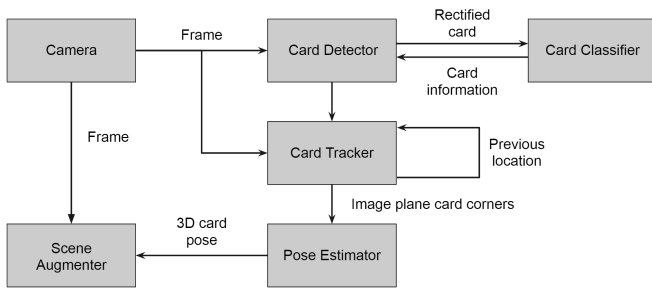 Camera
Frame
Card Detector
Rectified
card
Card Classifier
Card
information
Frame
Card Tracker
Previous
location
Image plane card corners
Scene
Augmenter
3D card
pose
Pose Estimator